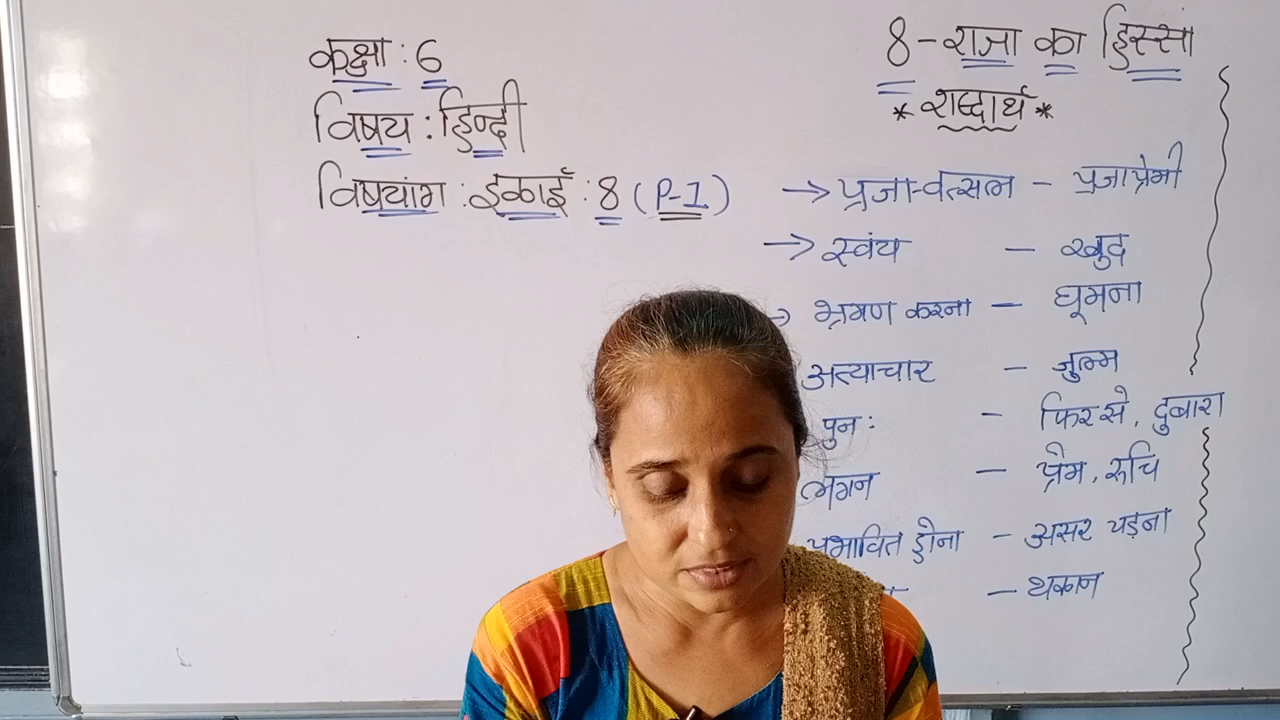 कक्षा : 6
विषय : हिन्दी
विषयांग : इकाई : 8 (P-1)
8 - राजा का हिस्सा
* शब्दार्थ *
→ प्रजा-वत्सल - प्रजाप्रेमी
→ स्वंय - खुद
→ भ्रमण करना - घूमना
अत्याचार - जुल्म
पुनः - फिर से, दुबारा
लगन - प्रेम, रुचि
प्रभावित होना - असर पड़ना
- थकान